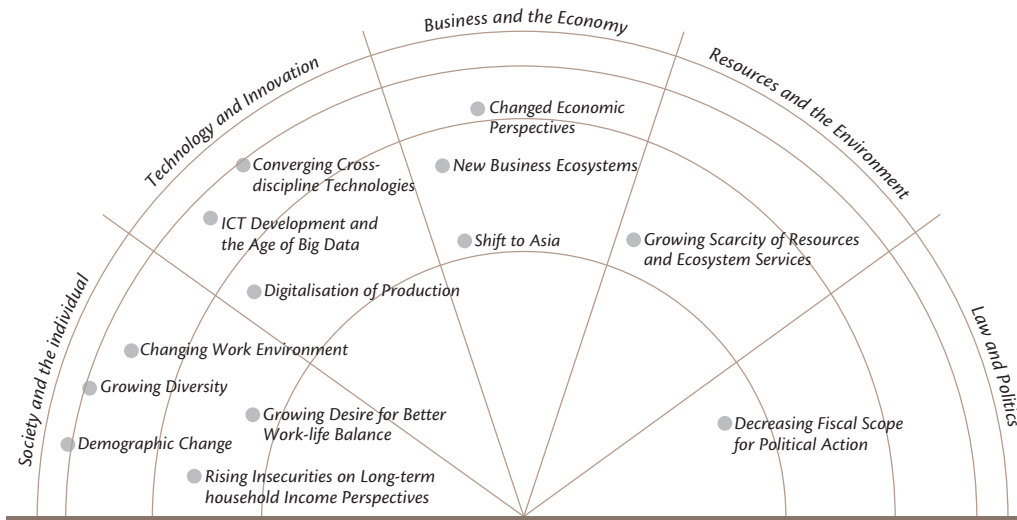 Business and the Economy
Technology and Innovation
Resources and the Environment
Society and the individual
Law and Politics
Changed Economic
Perspectives
Converging Cross-
discipline Technologies
New Business Ecosystems
ICT Development and
the Age of Big Data
Shift to Asia
Growing Scarcity of Resources
and Ecosystem Services
Digitalisation of Production
Changing Work Environment
Growing Diversity
Growing Desire for Better
Work-life Balance
Decreasing Fiscal Scope
for Political Action
Demographic Change
Rising Insecurities on Long-term
household Income Perspectives